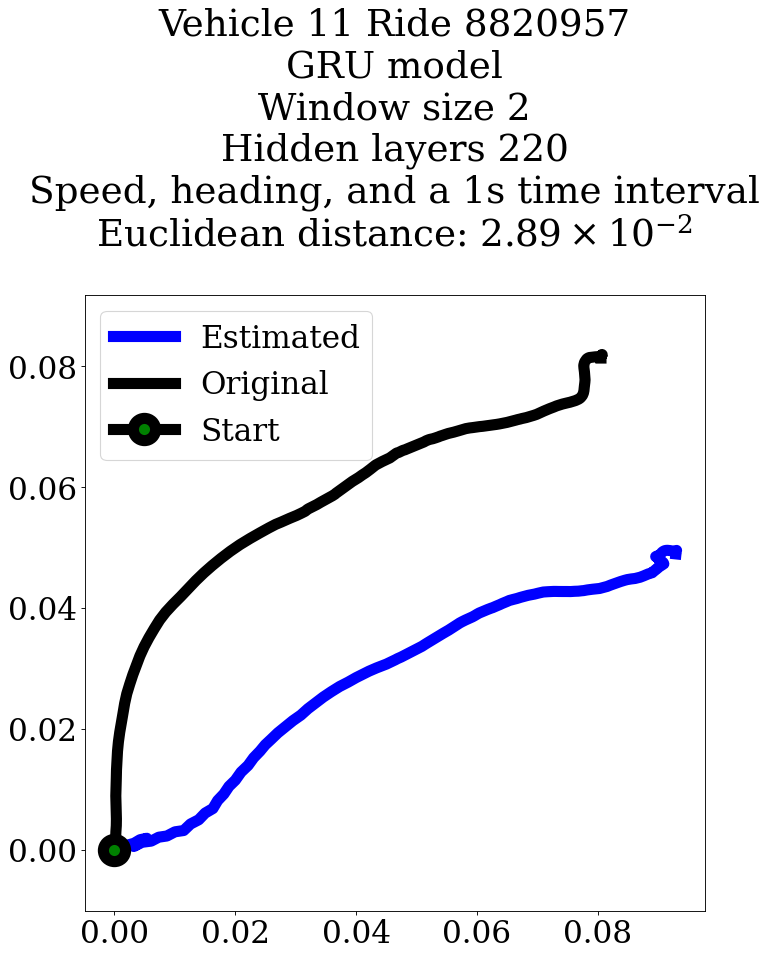 Vehicle 11 Ride 8820957
GRU model
Window size 2
Hidden layers 220
Speed, heading, and a 1s time interval
Euclidean distance: 2.89 × 10⁻²
Estimated
Original
Start
0.08
0.06
0.04
0.02
0.00
0.00 0.02 0.04 0.06 0.08